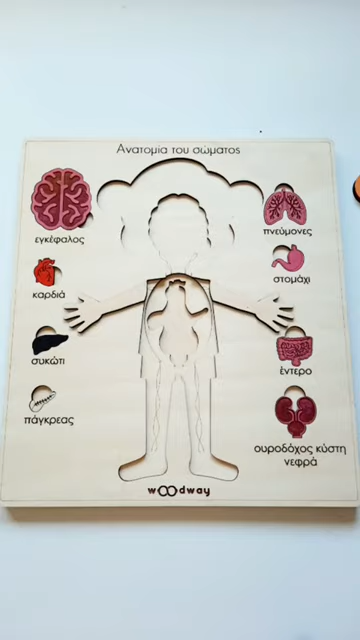 Ανατομία του σώματος
εγκέφαλος
καρδιά
συκώτι
πάγκρεας
πνεύμονες
στομάχι
έντερο
ουροδόχος κύστη
νεφρά
woodway